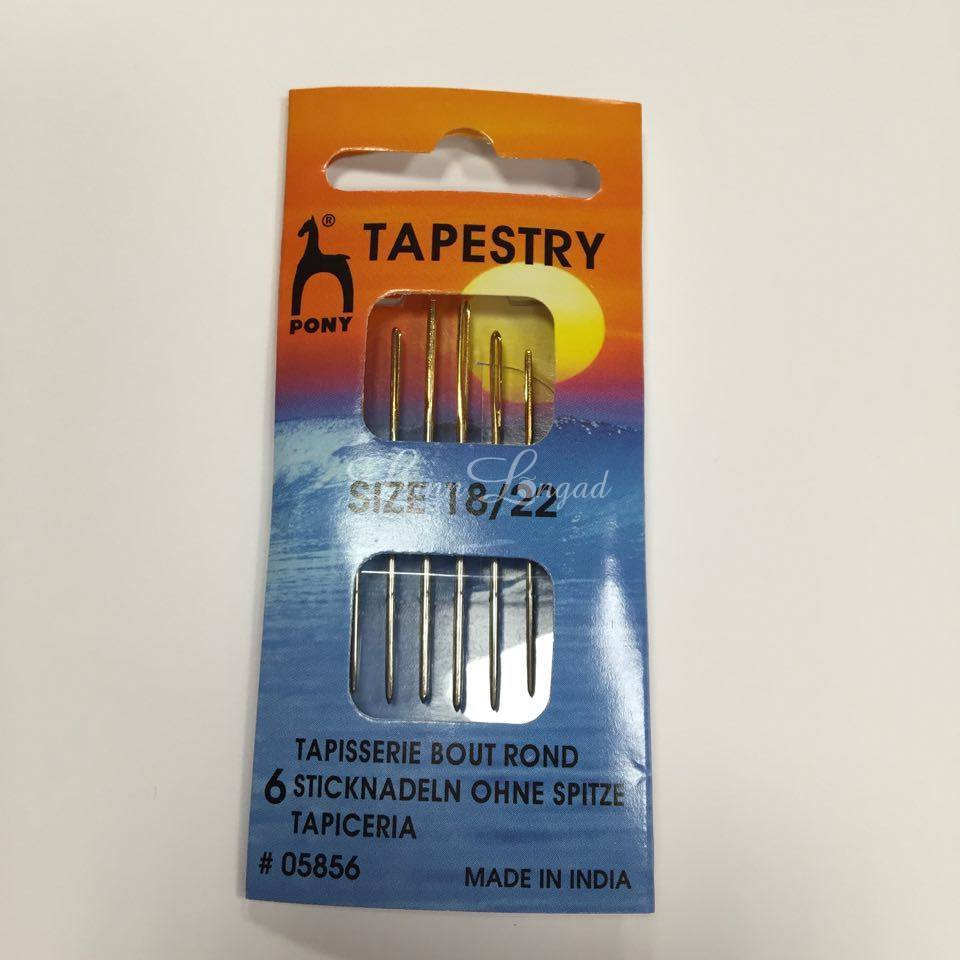 ®
TAPESTRY
PONY
SIZE 18/22
TAPISSERIE BOUT ROND
6 STICKNADELN OHNE SPITZE
TAPICERIA
# 05856
MADE IN INDIA